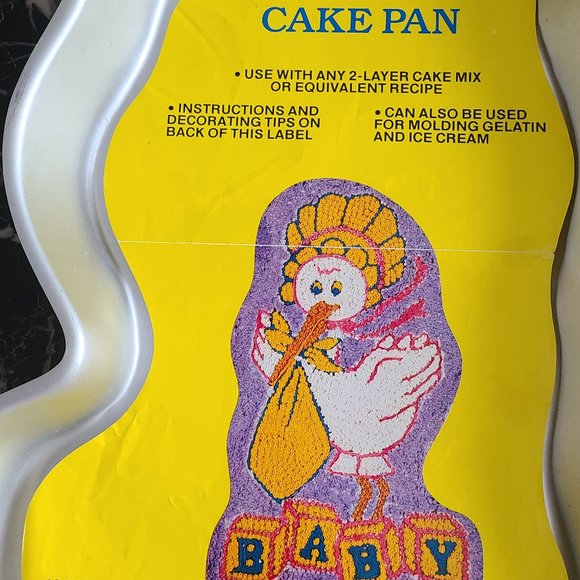 CAKE PAN
• USE WITH ANY 2-LAYER CAKE MIX
OR EQUIVALENT RECIPE
• INSTRUCTIONS AND
DECORATING TIPS ON
BACK OF THIS LABEL
• CAN ALSO BE USED
FOR MOLDING GELATIN
AND ICE CREAM
BABY